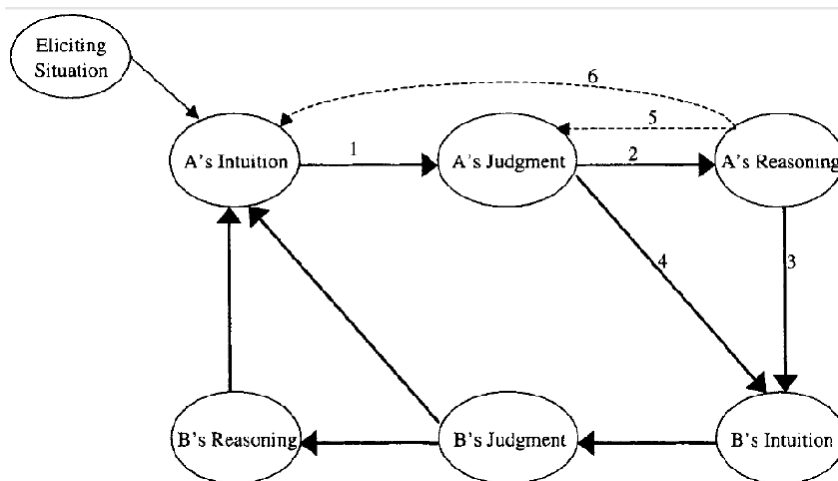 Eliciting
Situation
6
5
A's Intuition
1
A's Judgment
2
A's Reasoning
4
3
B's Reasoning
B's Judgment
B's Intuition